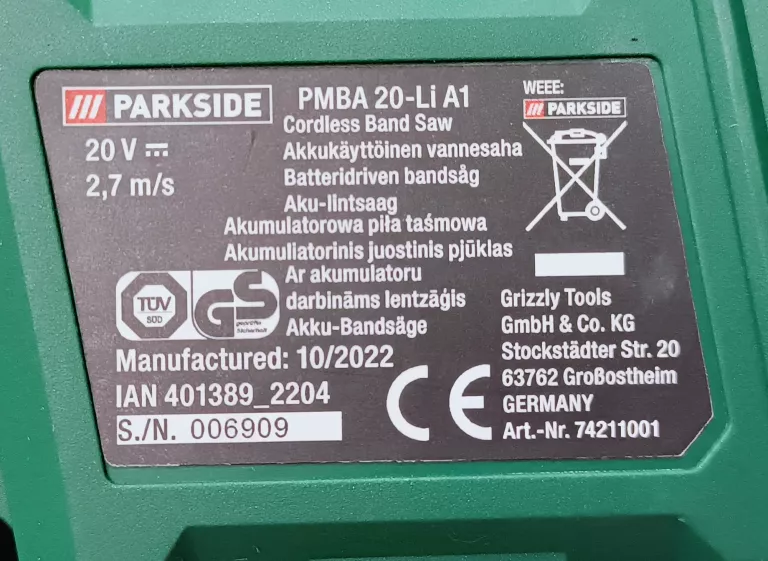 PARKSIDE
PMBA 20-Li A1
20 V
2,7 m/s
Cordless Band Saw
Akkukäyttöinen vannesaha
Batteridriven bandsåg
Aku-lintsaag
Akumulatorowa piła taśmowa
Akumuliatorinis juostinis pjūklas
Ar akumulatoru
darbināms lentzāģis
Akku-Bandsäge
WEEE:
PARKSIDE
TÜV
SÜD
GS
geprüfte
Sicherheit
Manufactured: 10/2022
IAN 401389_2204
S./N. 006909
CE
Grizzly Tools
GmbH & Co. KG
Stockstädter Str. 20
63762 Großostheim
GERMANY
Art.-Nr. 74211001